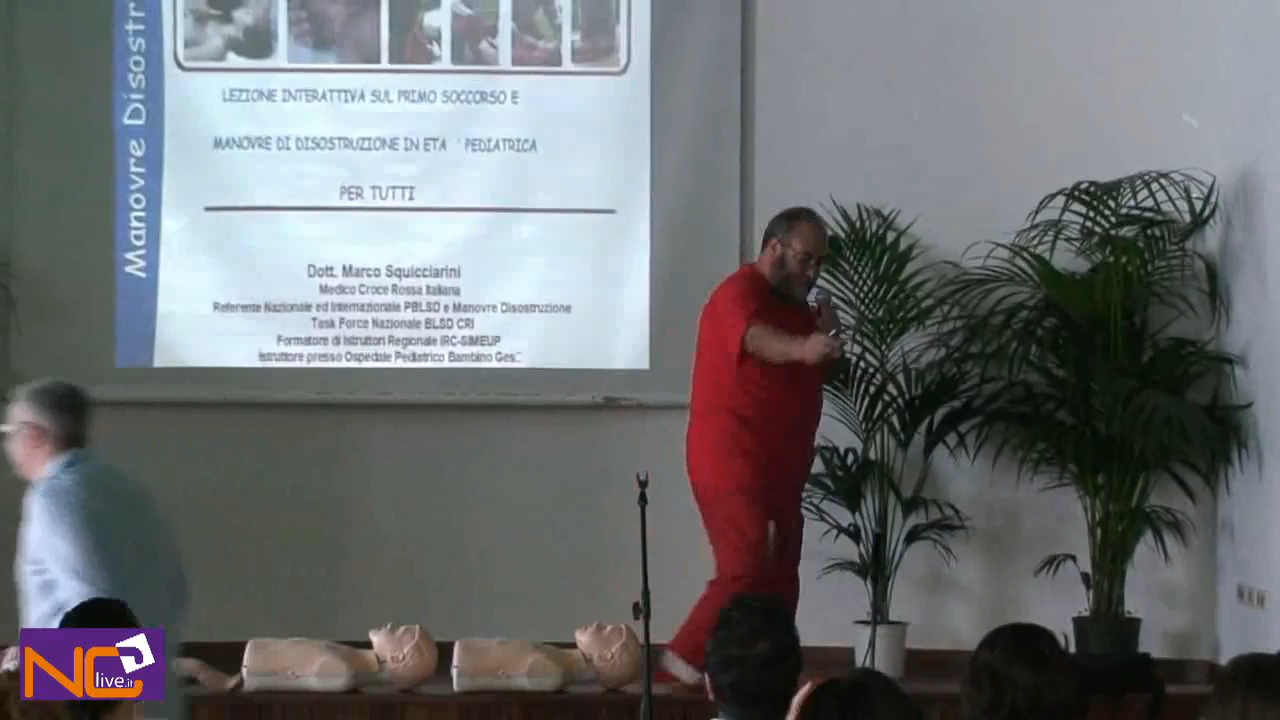 Manovre Disostr
LEZIONE INTERATTIVA SUL PRIMO SOCCORSO E
MANOVRE DI DISOSTRUZIONE IN ETA ' PEDIATRICA
PER TUTTI
Dott. Marco Squicciarini
Medico Croce Rossa Italiana
Referente Nazionale ed Internazionale PBLSD e Manovre Disostruzione
Task Force Nazionale BLSD CRI
Formatore di Istruttori Regionale IRC-SIMEUP
Istruttore presso Ospedale Pediatrico Bambino Ges
NC
live.it